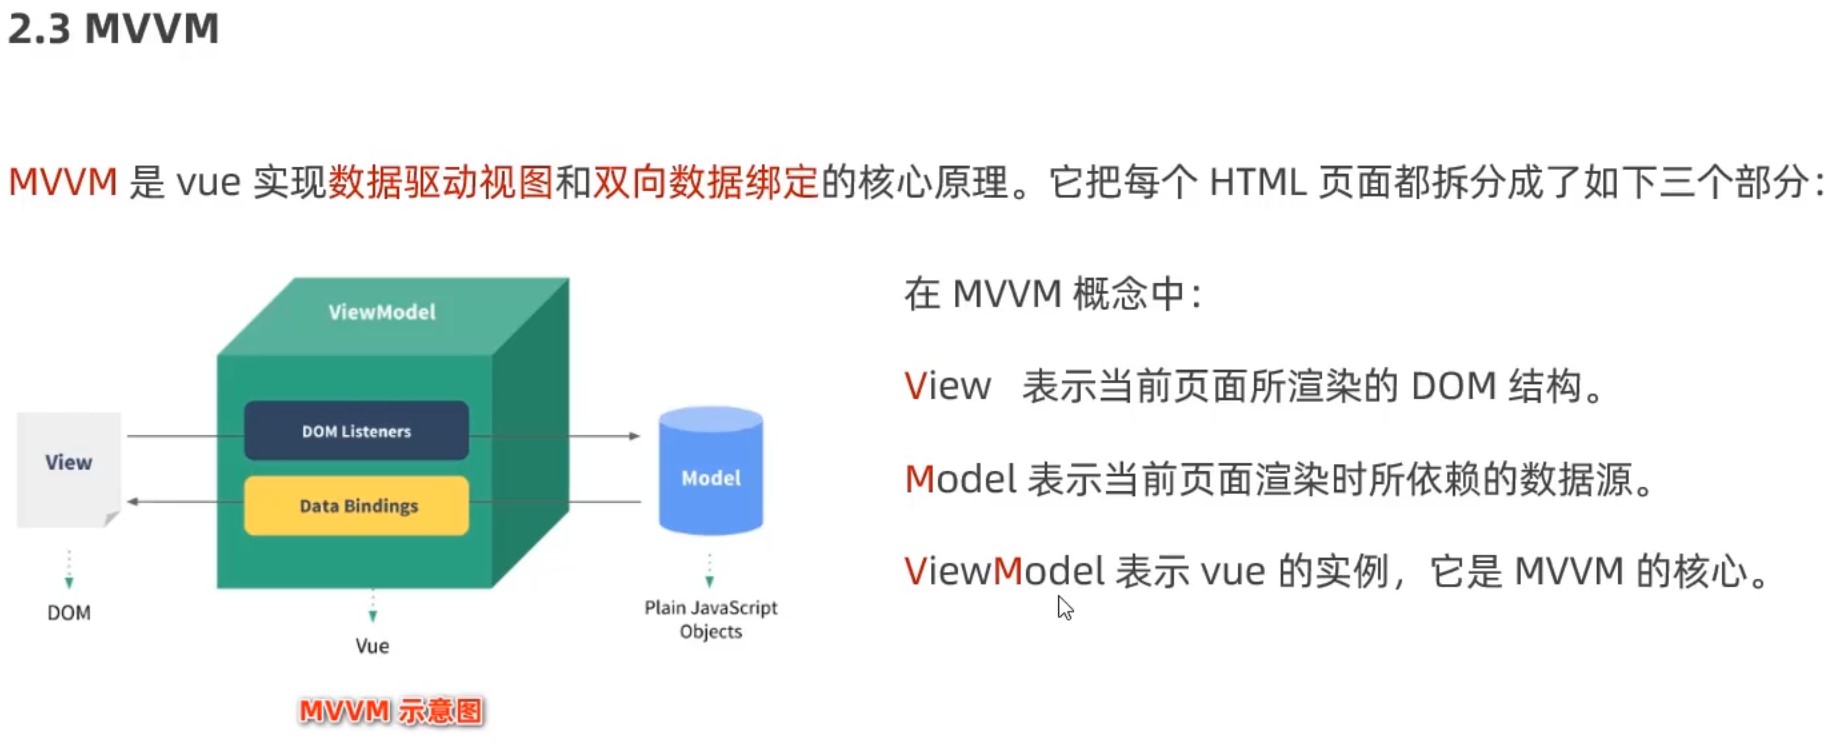 2.3 MVVM
MVVM 是 vue 实现数据驱动视图和双向数据绑定的核心原理。它把每个 HTML 页面都拆分成了如下三个部分：
ViewModel
DOM Listeners
Data Bindings
View
Model
DOM
Vue
Plain JavaScript
Objects
MVVM 示意图
在 MVVM 概念中：
View 表示当前页面所渲染的 DOM 结构。
Model 表示当前页面渲染时所依赖的数据源。
ViewModel 表示 vue 的实例，它是 MVVM 的核心。